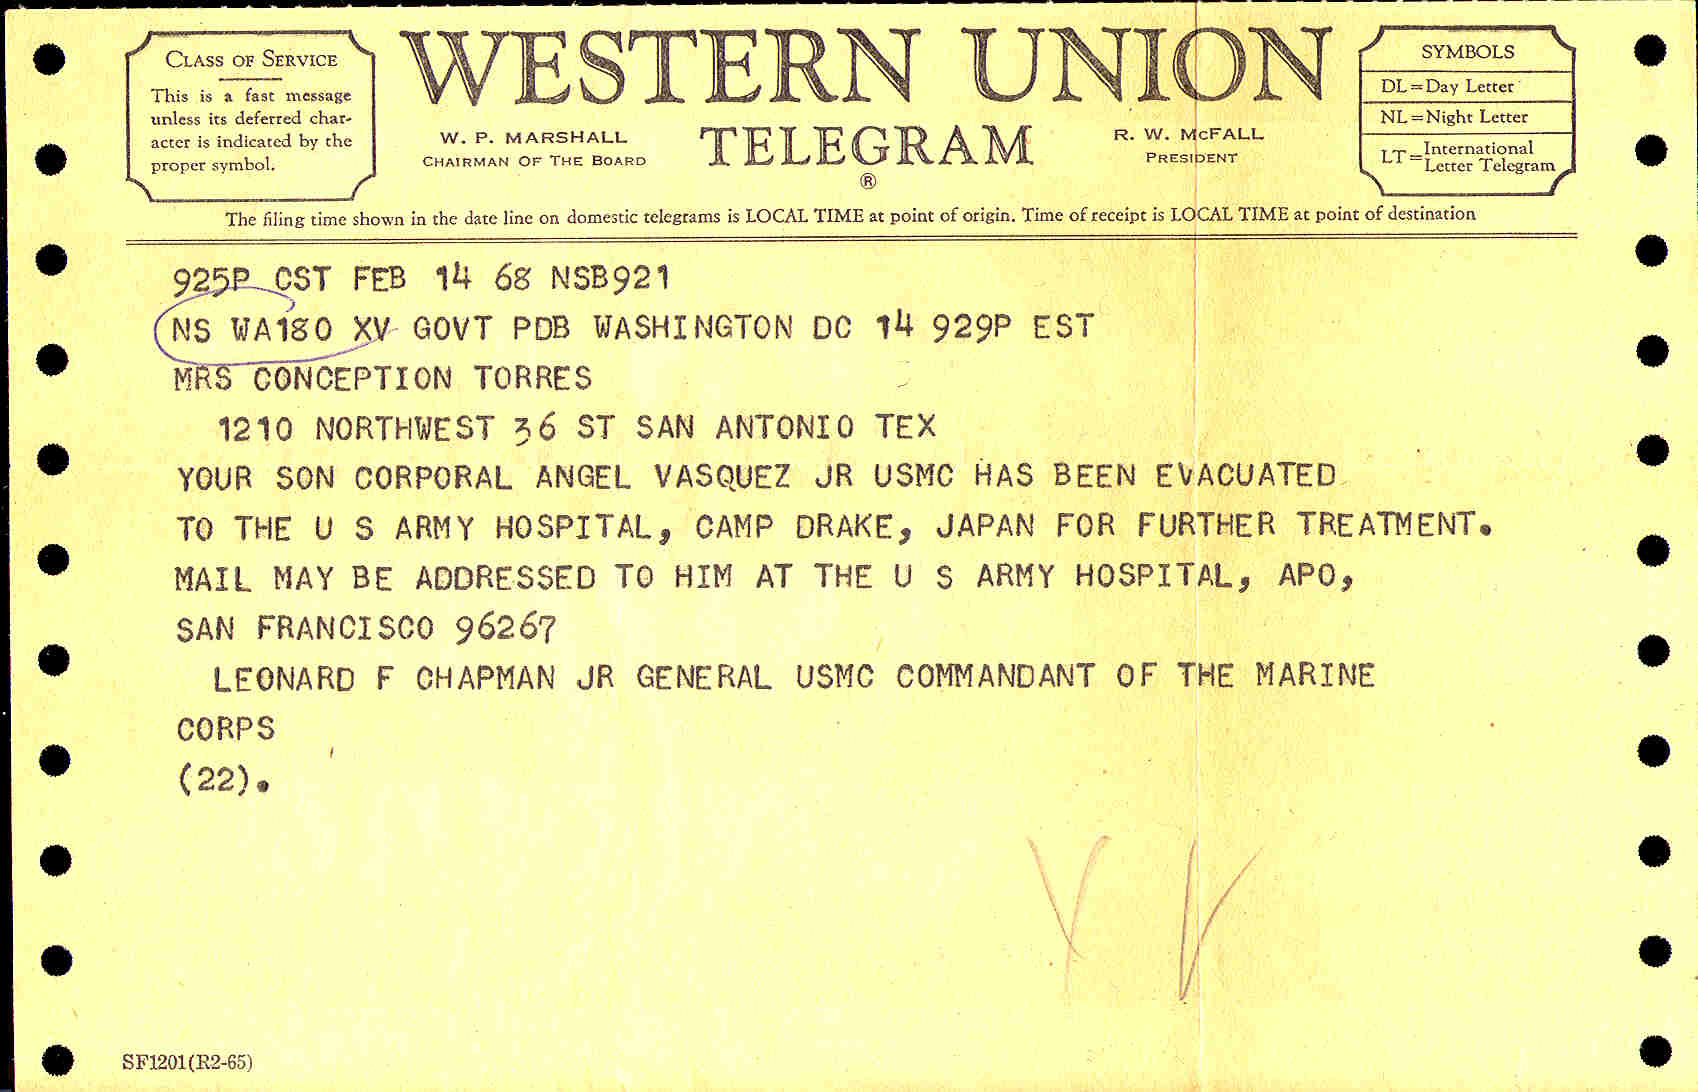 CLASS OF SERVICE
This is a fast message
unless its deferred char-
acter is indicated by the
proper symbol.
WESTERN UNION
TELEGRAM
®
W. P. MARSHALL
CHAIRMAN OF THE BOARD
R. W. McFALL
PRESIDENT
SYMBOLS
DL=Day Letter
NL=Night Letter
LT=International Letter Telegram
The filing time shown in the date line on domestic telegrams is LOCAL TIME at point of origin. Time of receipt is LOCAL TIME at point of destination
925P CST FEB 14 68 NSB921
NS WA180 XV GOVT PDB WASHINGTON DC 14 929P EST
MRS CONCEPTION TORRES
1210 NORTHWEST 36 ST SAN ANTONIO TEX
YOUR SON CORPORAL ANGEL VASQUEZ JR USMC HAS BEEN EVACUATED
TO THE U S ARMY HOSPITAL, CAMP DRAKE, JAPAN FOR FURTHER TREATMENT.
MAIL MAY BE ADDRESSED TO HIM AT THE U S ARMY HOSPITAL, APO,
SAN FRANCISCO 96267
LEONARD F CHAPMAN JR GENERAL USMC COMMANDANT OF THE MARINE
CORPS
(22).
SF1201(R2-65)